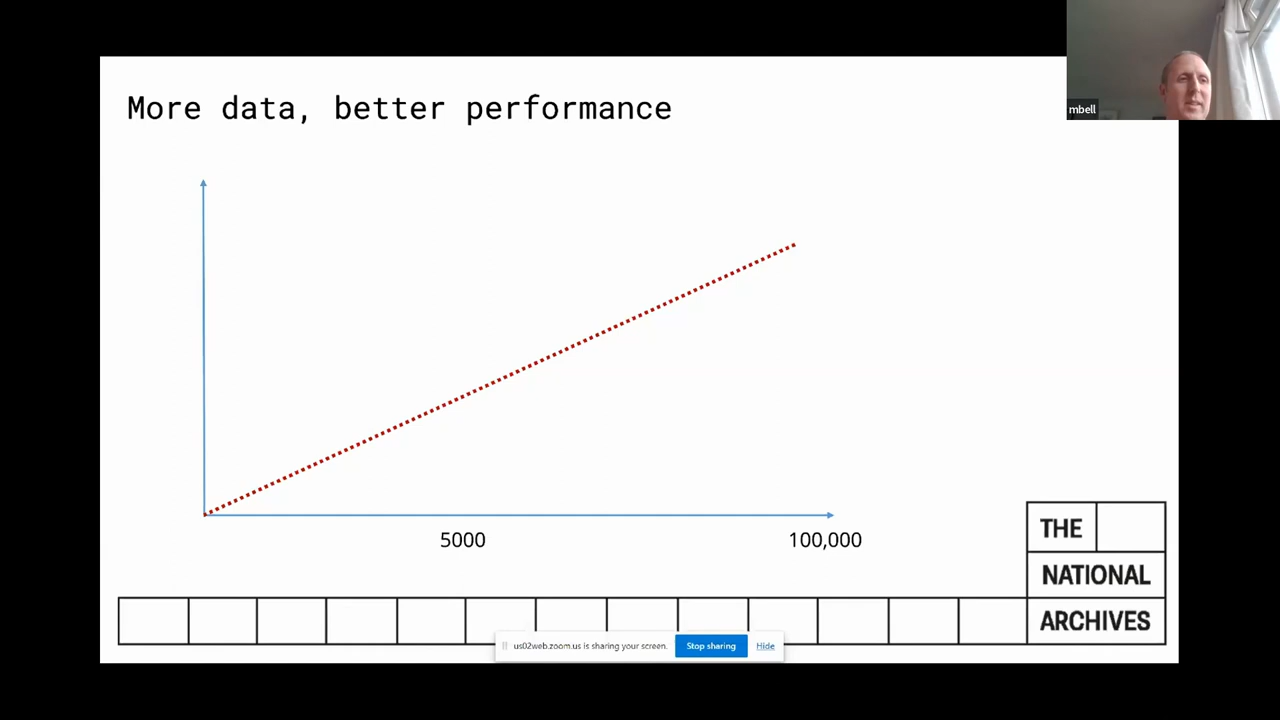 More data, better performance
mbell
5000
100,000
THE
NATIONAL
ARCHIVES
us02web.zoom.us is sharing your screen.
Stop sharing
Hide